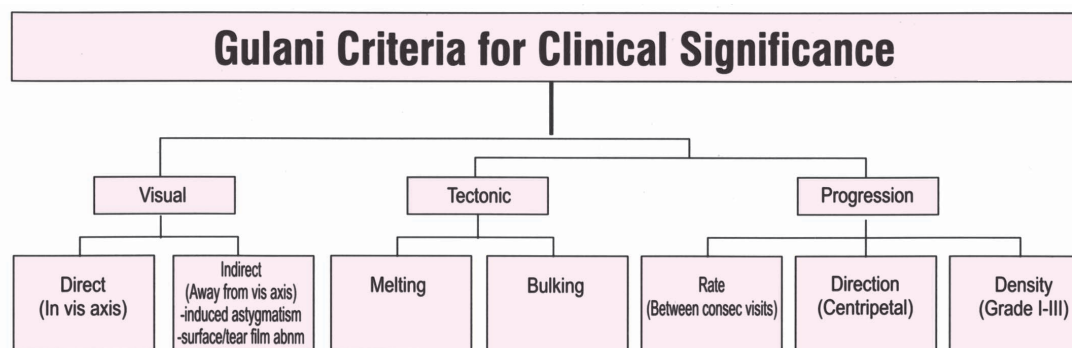 Gulani Criteria for Clinical Significance
Visual
Tectonic
Progression
Direct
(In vis axis)
Indirect
(Away from vis axis)
-induced astygmatism
-surface/tear film abnm
Melting
Bulking
Rate
(Between consec visits)
Direction
(Centripetal)
Density
(Grade I-III)